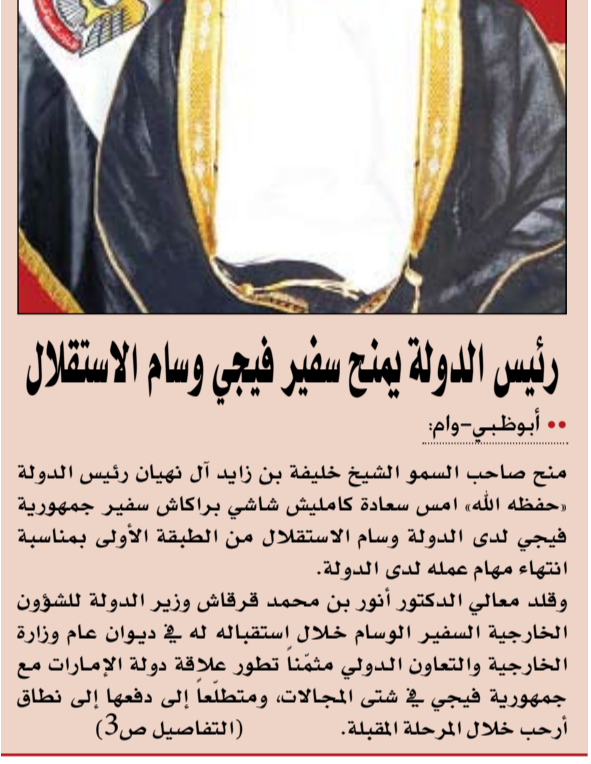 رئيس الدولة يمنح سفير فيجي وسام الاستقلال
•• أبوظبي-وام:
منح صاحب السمو الشيخ خليفة بن زايد آل نهيان رئيس الدولة
«حفظه الله» امس سعادة كامليش شاشي براكاش سفير جمهورية
فيجي لدى الدولة وسام الاستقلال من الطبقة الأولى بمناسبة
انتهاء مهام عمله لدى الدولة.
وقلد معالي الدكتور أنور بن محمد قرقاش وزير الدولة للشؤون
الخارجية السفير الوسام خلال استقباله له في ديوان عام وزارة
الخارجية والتعاون الدولي مثمّناً تطور علاقة دولة الإمارات مع
جمهورية فيجي في شتى المجالات، ومتطلّعاً إلى دفعها إلى نطاق
أرحب خلال المرحلة المقبلة. (التفاصيل ص3)